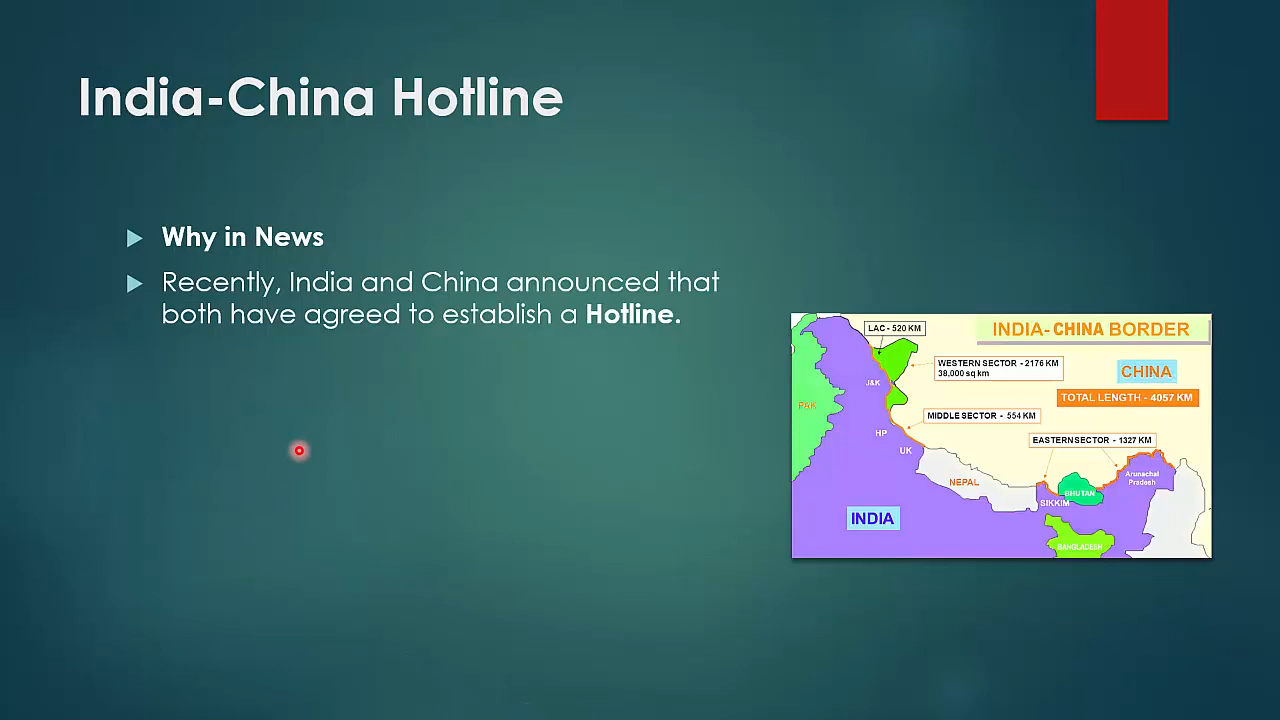 India-China Hotline
Why in News
Recently, India and China announced that
both have agreed to establish a Hotline.
LAC - 520 KM
INDIA- CHINA BORDER
WESTERN SECTOR - 2176 KM
38,000 sq km
CHINA
J&K
TOTAL LENGTH - 4057 KM
PAK
MIDDLE SECTOR - 554 KM
HP
EASTERNSECTOR - 1327 KM
UK
NEPAL
Arunachal
Pradesh
BHUTAN
SIKKIM
INDIA
BANGLADESH